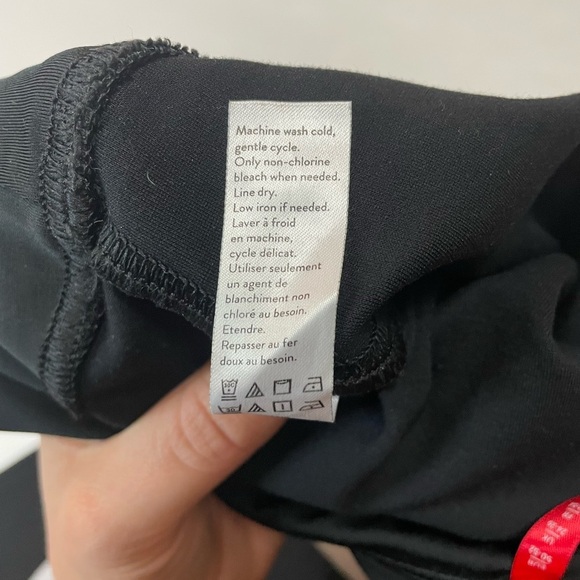 Machine wash cold,
gentle cycle.
Only non-chlorine
bleach when needed.
Line dry.
Low iron if needed.
Laver à froid
en machine,
cycle délicat.
Utiliser seulement
un agent de
blanchiment non
chloré au besoin.
Etendre.
Repasser au fer
doux au besoin.
30C